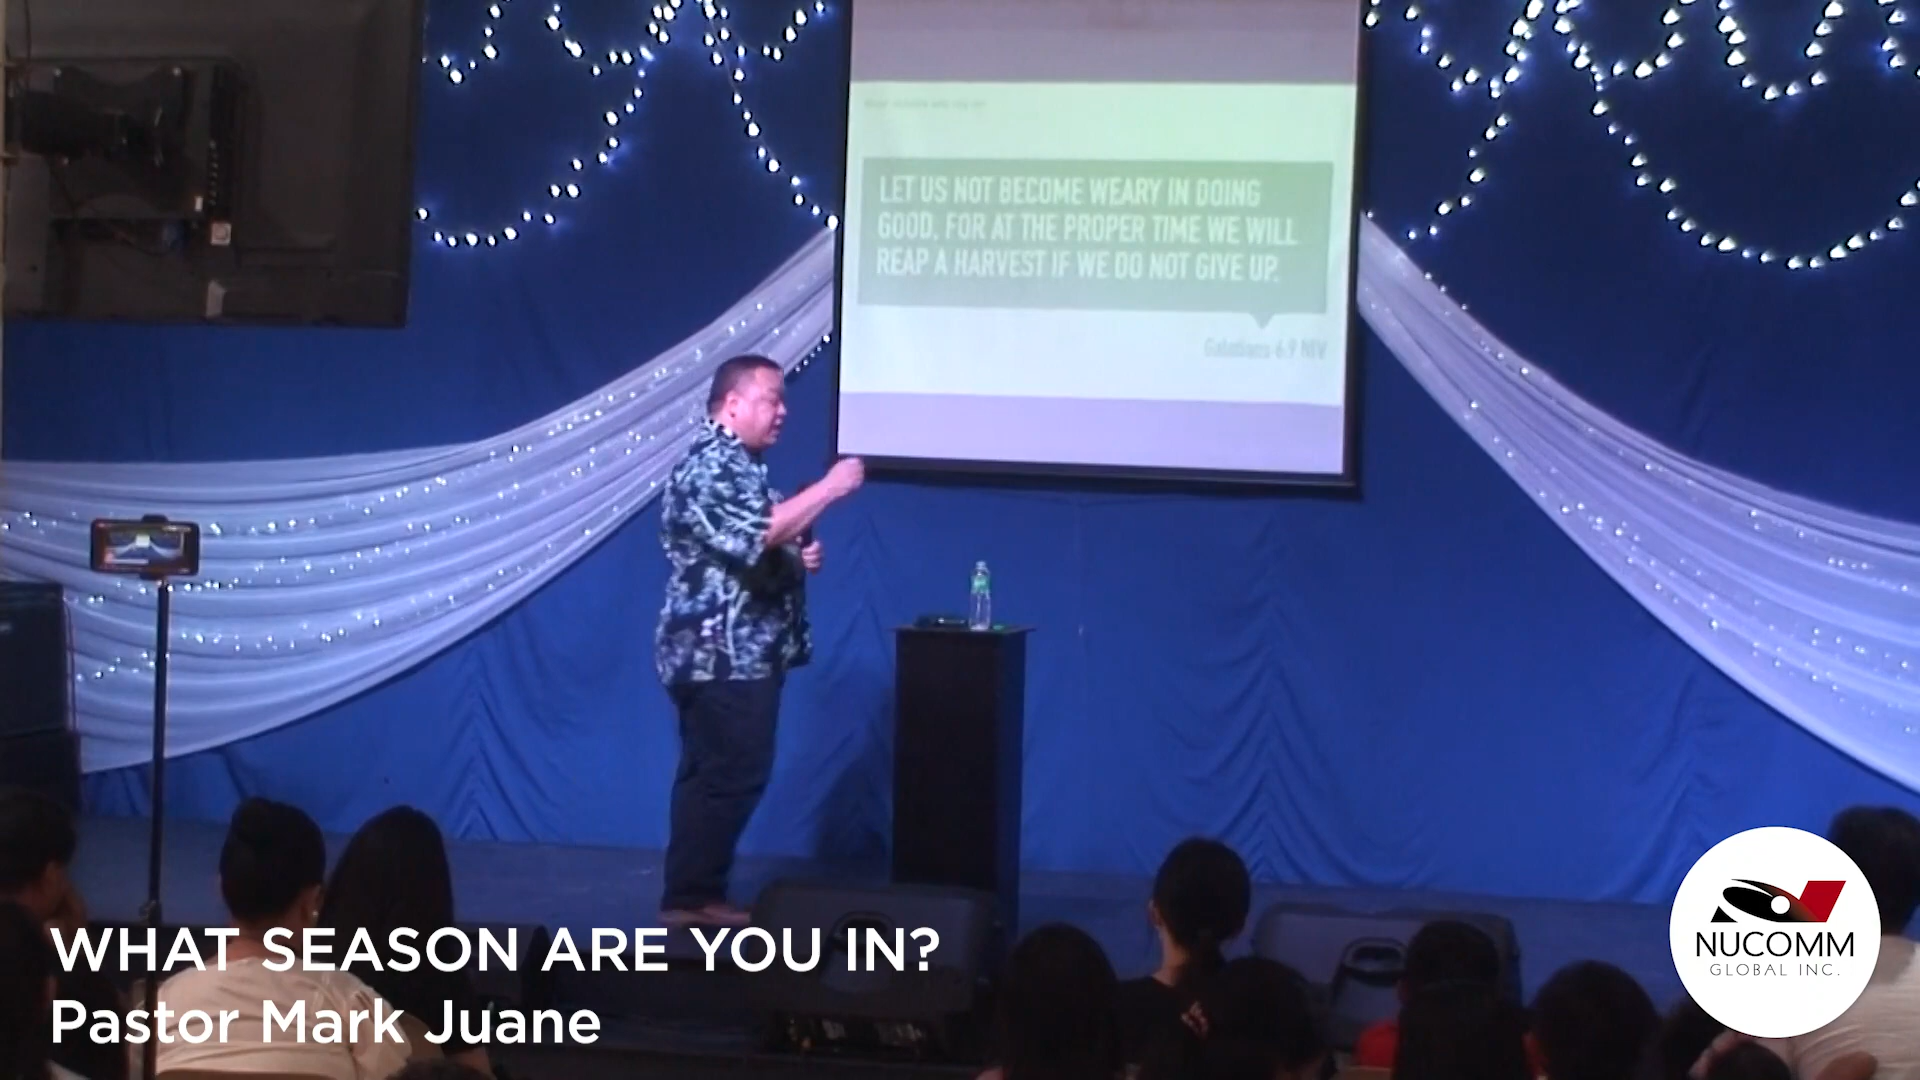 LET US NOT BECOME WEARY IN DOING
GOOD, FOR AT THE PROPER TIME WE WILL
REAP A HARVEST IF WE DO NOT GIVE UP.
Galatians 6:9 NIV
WHAT SEASON ARE YOU IN?
Pastor Mark Juane
NUCOMM
GLOBAL INC.